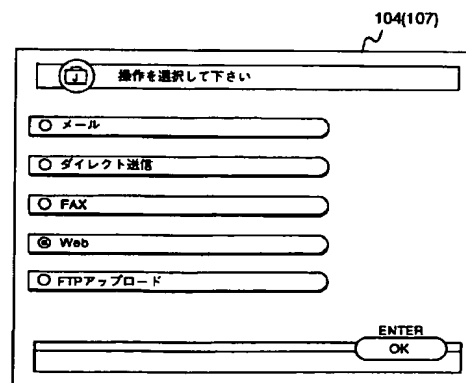 104(107)
J
操作を選択して下さい
メール
ダイレクト送信
FAX
Web
FTPアップロード
ENTER
OK